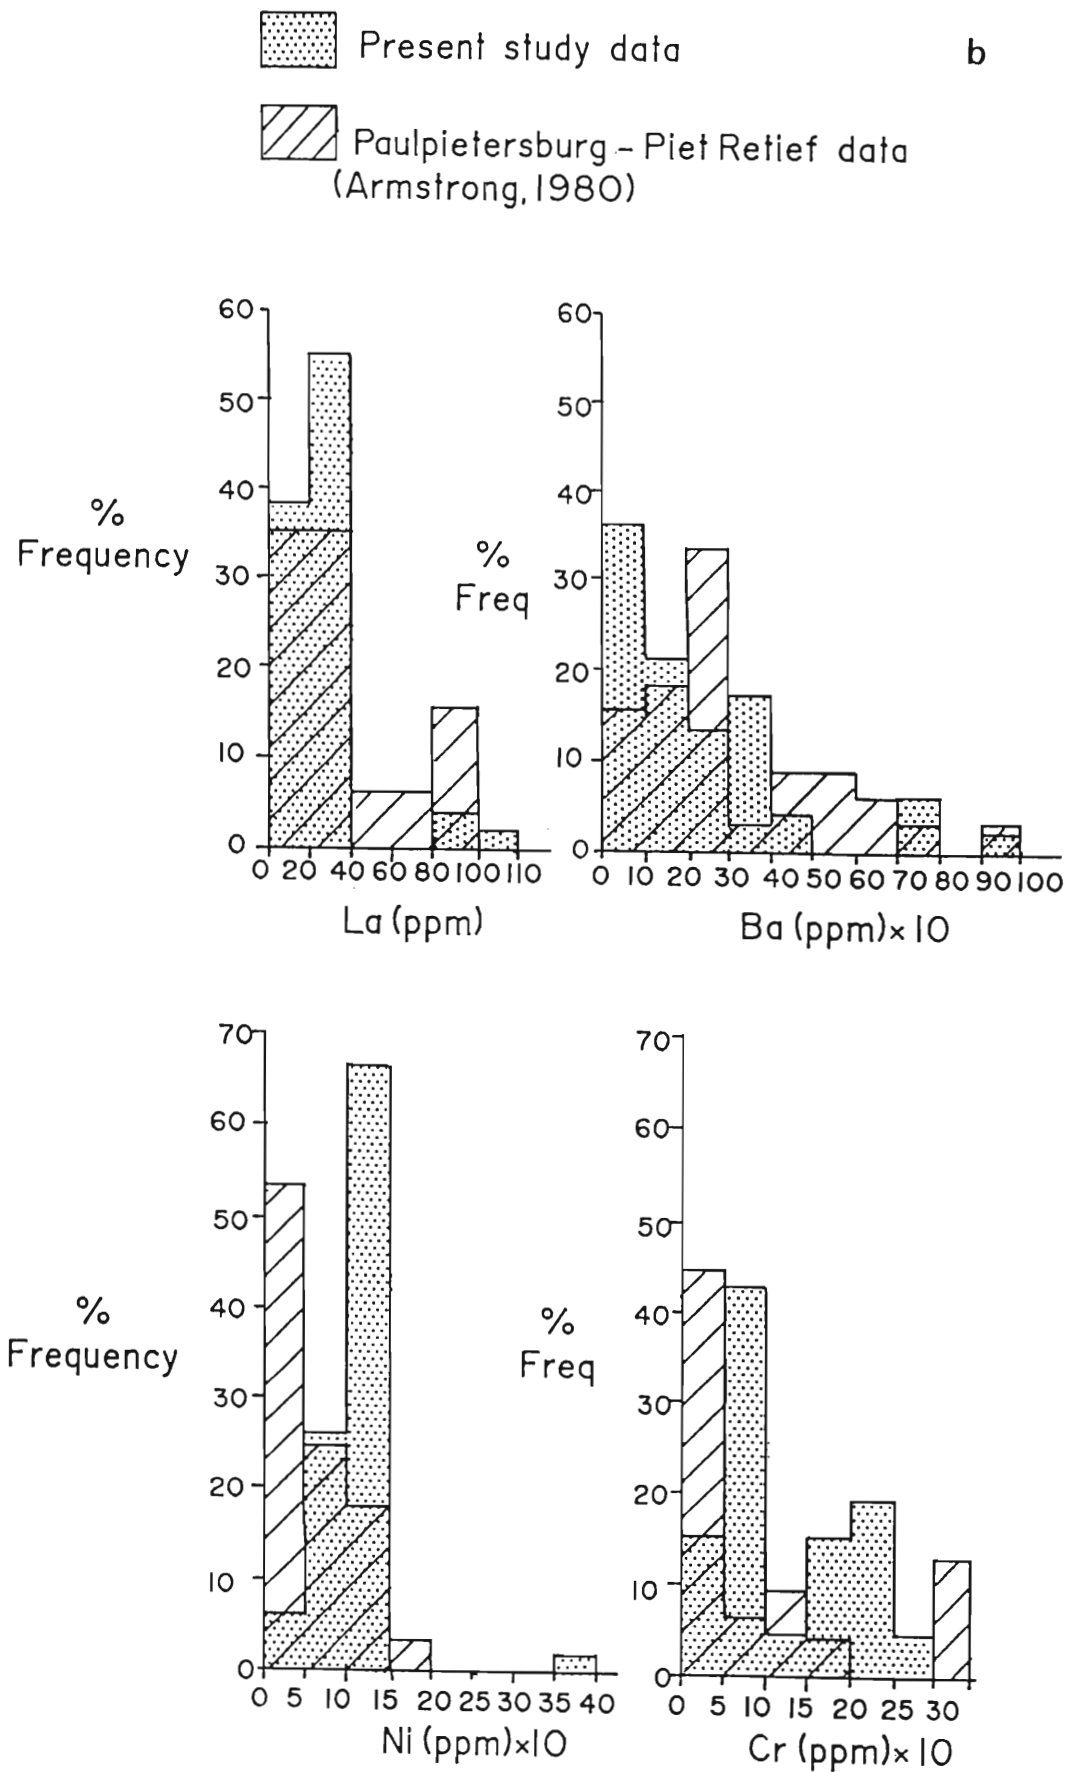 Present study data
b
Paulpietersburg - Piet Retief data
(Armstrong, 1980)
60
50
40
30
20
10
0
% 
Frequency
0 20 40 60 80 100 110
La (ppm)
60
50
40
30
20
10
0
%
Freq
0 10 20 30 40 50 60 70 80 90 100
Ba (ppm) x 10
70
60
50
40
30
20
10
0
%
Frequency
0 5 10 15 20 25 30 35 40
Ni (ppm) x 10
70
60
50
40
30
20
10
0
%
Freq
0 5 10 15 20 25 30
Cr (ppm) x 10